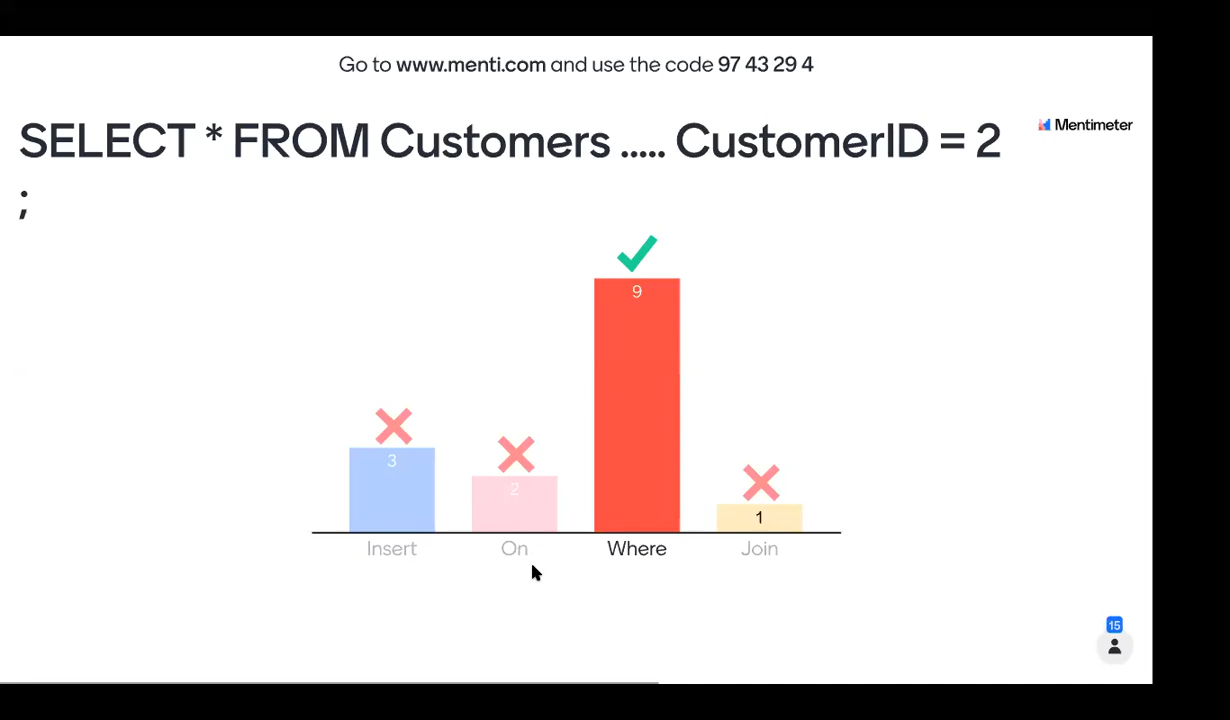 Go to www.menti.com and use the code 97 43 29 4
SELECT * FROM Customers ..... CustomerID = 2
;
Mentimeter
9
3
2
1
Insert On Where Join
15